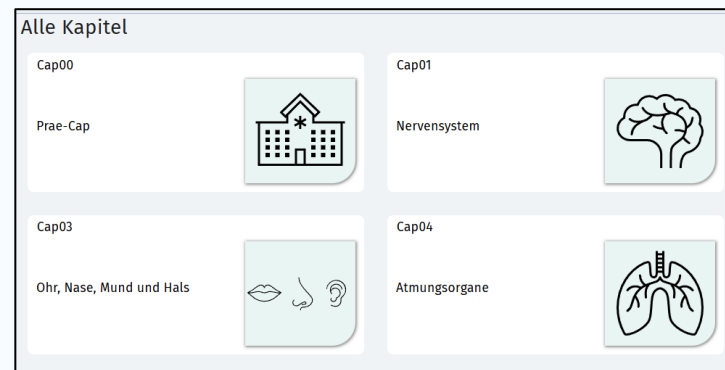 Alle Kapitel
Cap00
Prae-Cap
Cap01
Nervensystem
Cap03
Ohr, Nase, Mund und Hals
Cap04
Atmungsorgane